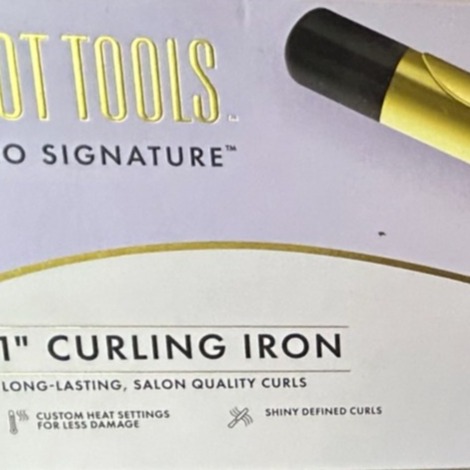 OT TOOLS
O SIGNATURE™
1" CURLING IRON
LONG-LASTING, SALON QUALITY CURLS
CUSTOM HEAT SETTINGS
FOR LESS DAMAGE
SHINY DEFINED CURLS